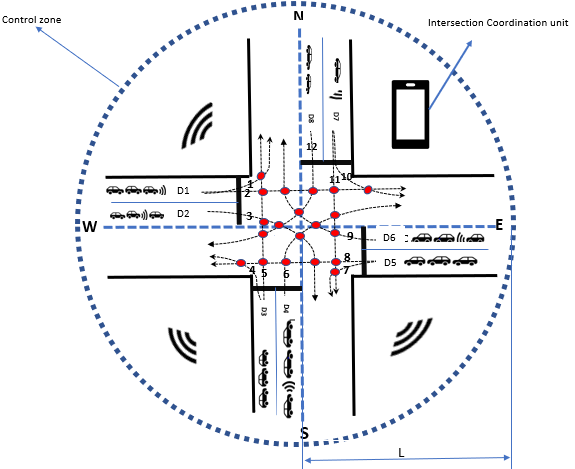 Control zone
N
Intersection Coordination unit
D8
D7
12
11
10
1
2
D1
3
D2
W
E
9
D6
8
D5
4
5
6
7
D3
D4
S
L